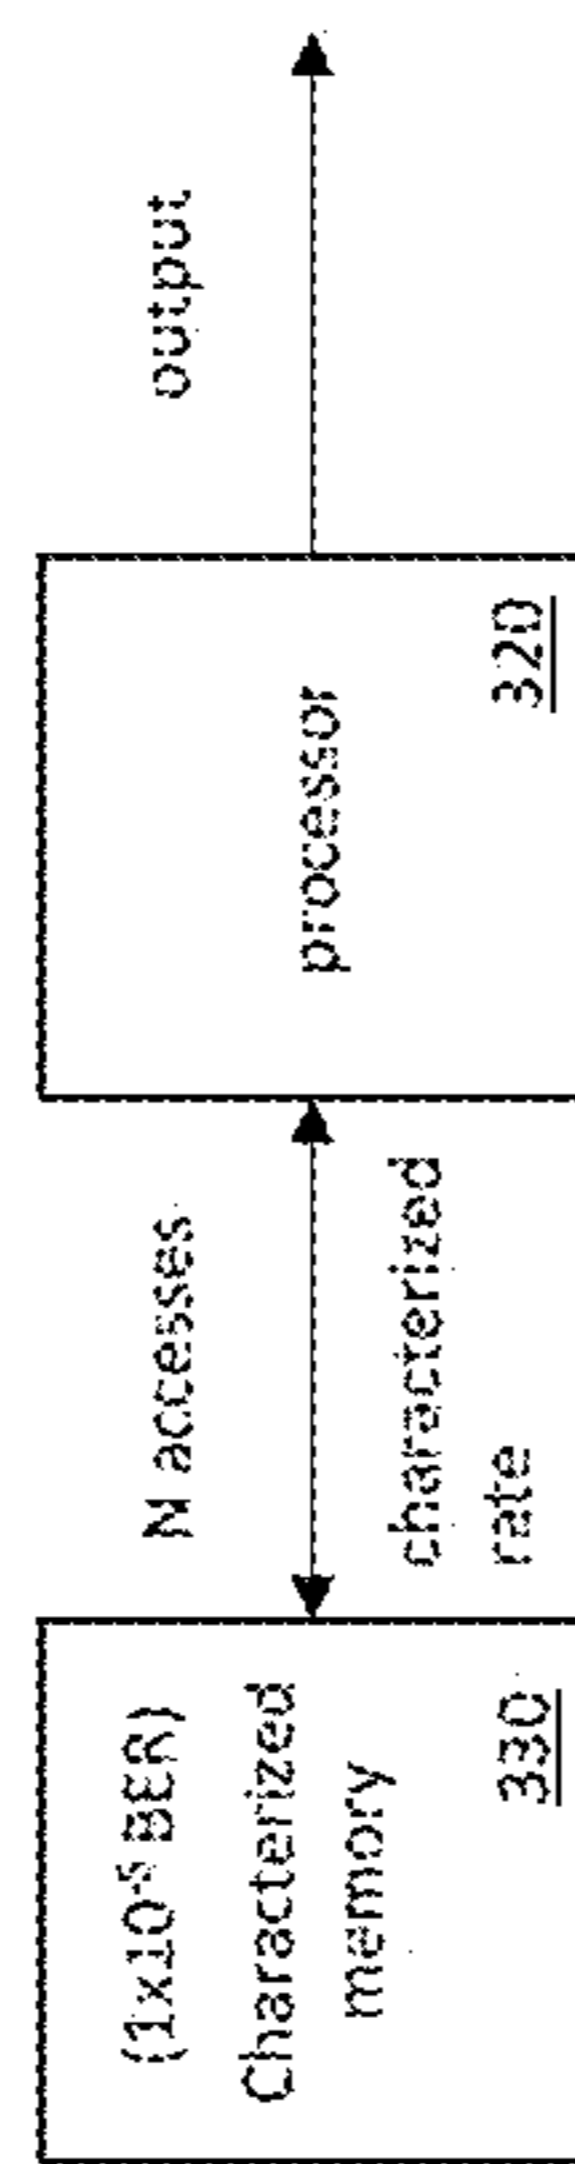 (1x10⁻⁵ BER)
Characterized
memory
330
N accesses
characterized
rate
processor
320
output